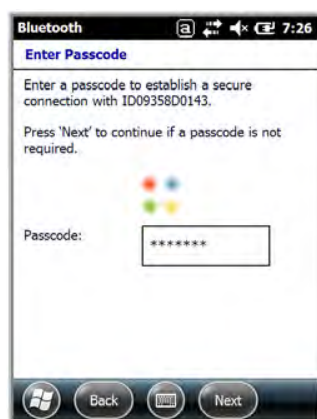 Bluetooth a 7:26
Enter Passcode
Enter a passcode to establish a secure
connection with ID09358D0143.
Press 'Next' to continue if a passcode is not
required.
Passcode: *******
Back Next